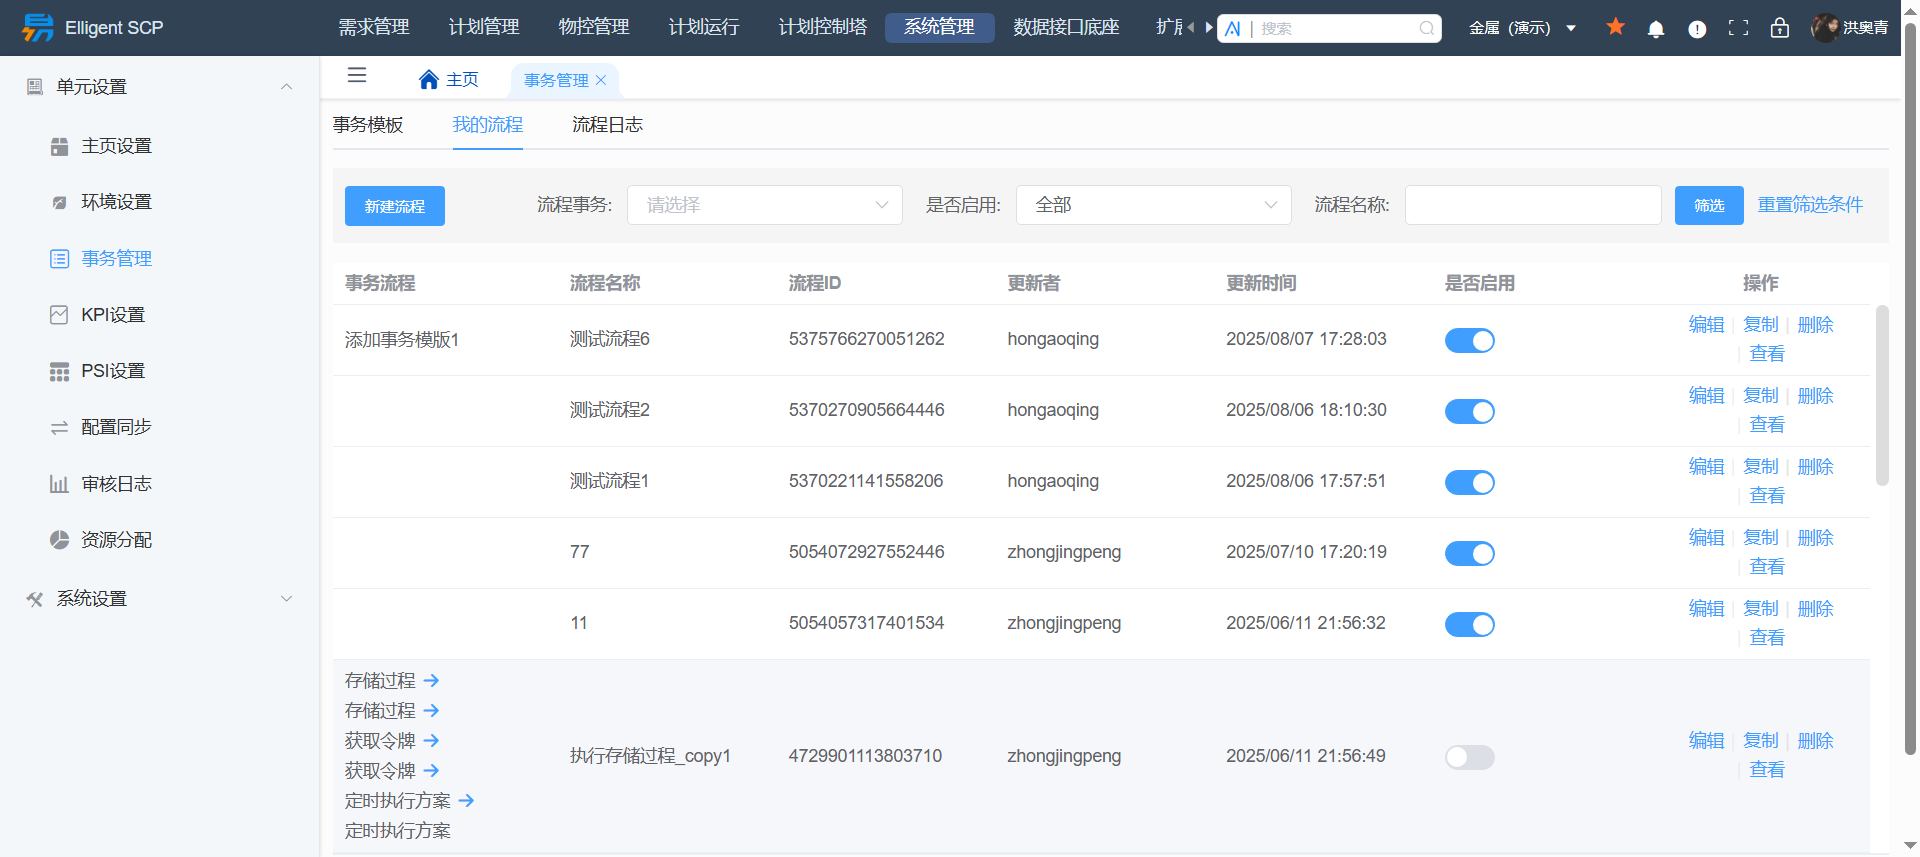 Elligent SCP
需求管理 计划管理 物控管理 计划运行 计划控制塔 系统管理 数据接口底座
AI | 搜索
金属（演示）
洪奥青
单元设置
主页设置
环境设置
事务管理
KPI设置
PSI设置
配置同步
审核日志
资源分配
系统设置
主页 事务管理
事务模板 我的流程 流程日志
新建流程 流程事务: 请选择 是否启用: 全部 流程名称: 筛选 重置筛选条件
事务流程 流程名称 流程ID 更新者 更新时间 是否启用 操作
添加事务模版1 测试流程6 5375766270051262 hongaoqing 2025/08/07 17:28:03 编辑 复制 删除
查看
测试流程2 5370270905664446 hongaoqing 2025/08/06 18:10:30 编辑 复制 删除
查看
测试流程1 5370221141558206 hongaoqing 2025/08/06 17:57:51 编辑 复制 删除
查看
77 5054072927552446 zhongjingpeng 2025/07/10 17:20:19 编辑 复制 删除
查看
11 5054057317401534 zhongjingpeng 2025/06/11 21:56:32 编辑 复制 删除
查看
存储过程
存储过程
获取令牌
获取令牌
定时执行方案
定时执行方案
执行存储过程_copy1 4729901113803710 zhongjingpeng 2025/06/11 21:56:49 编辑 复制 删除
查看